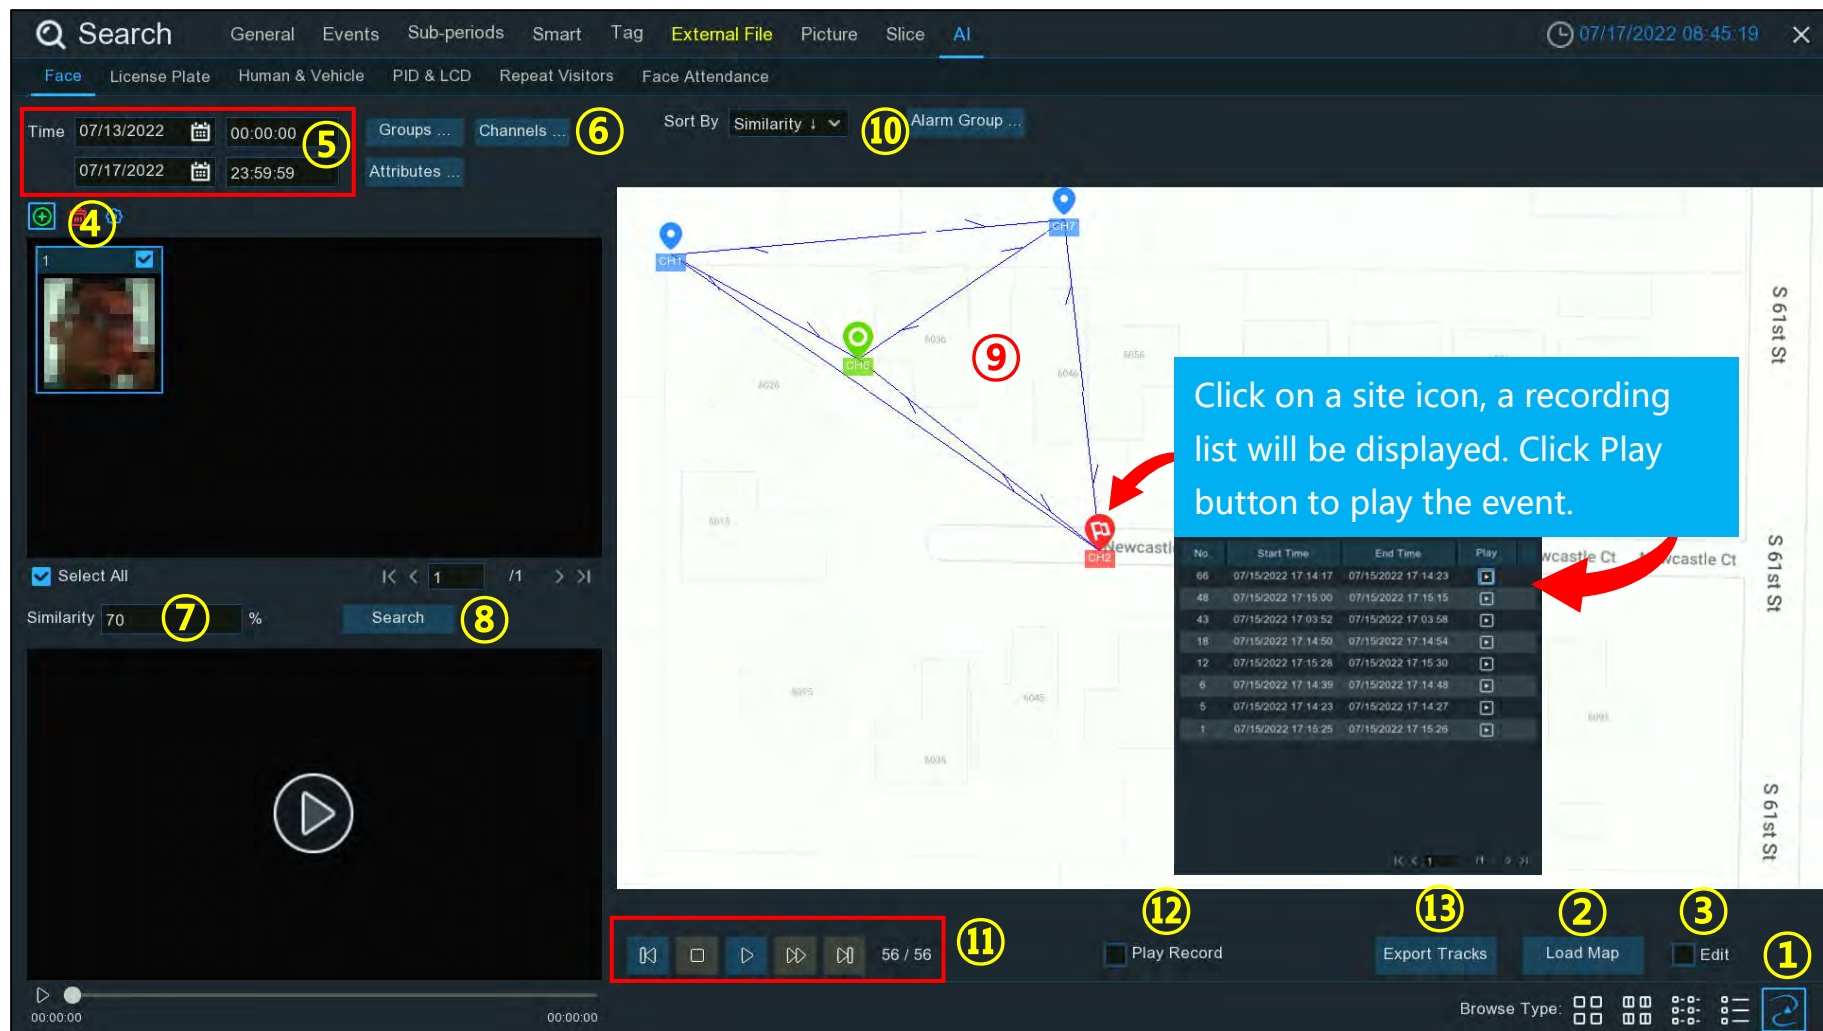 Search General Events Sub-periods Smart Tag External File Picture Slice AI 07/17/2022 08:45:19
Face License Plate Human & Vehicle PID & LCD Repeat Visitors Face Attendance
Time 07/13/2022 00:00:00 ⑤ Groups ... Channels ... ⑥ Sort By Similarity ↓ ⑩ Alarm Group ...
07/17/2022 23:59:59 Attributes ...
④
1
CH7
CH1
S 61st St
⑨
6036
6056
6046
6026
Click on a site icon, a recording
list will be displayed. Click Play
button to play the event.
6015
CH2 Newcastl
wcastle Ct
wcastle Ct
S 61st St
No. Start Time End Time Play
66 07/15/2022 17:14:17 07/15/2022 17:14:23
48 07/15/2022 17:15:00 07/15/2022 17:15:15
43 07/15/2022 17:03:52 07/15/2022 17:03:58
18 07/15/2022 17:14:50 07/15/2022 17:14:54
12 07/15/2022 17:15:28 07/15/2022 17:15:30
6 07/15/2022 17:14:39 07/15/2022 17:14:48
5 07/15/2022 17:14:23 07/15/2022 17:14:27
1 07/15/2022 17:15:25 07/15/2022 17:15:26
6045
6035
S 61st St
1 /1
Select All 1 /1
Similarity 70 ⑦ % Search ⑧
⑪ 56 / 56
⑫ Play Record
⑬ Export Tracks
② Load Map
③ Edit
①
00:00:00 00:00:00
Browse Type: